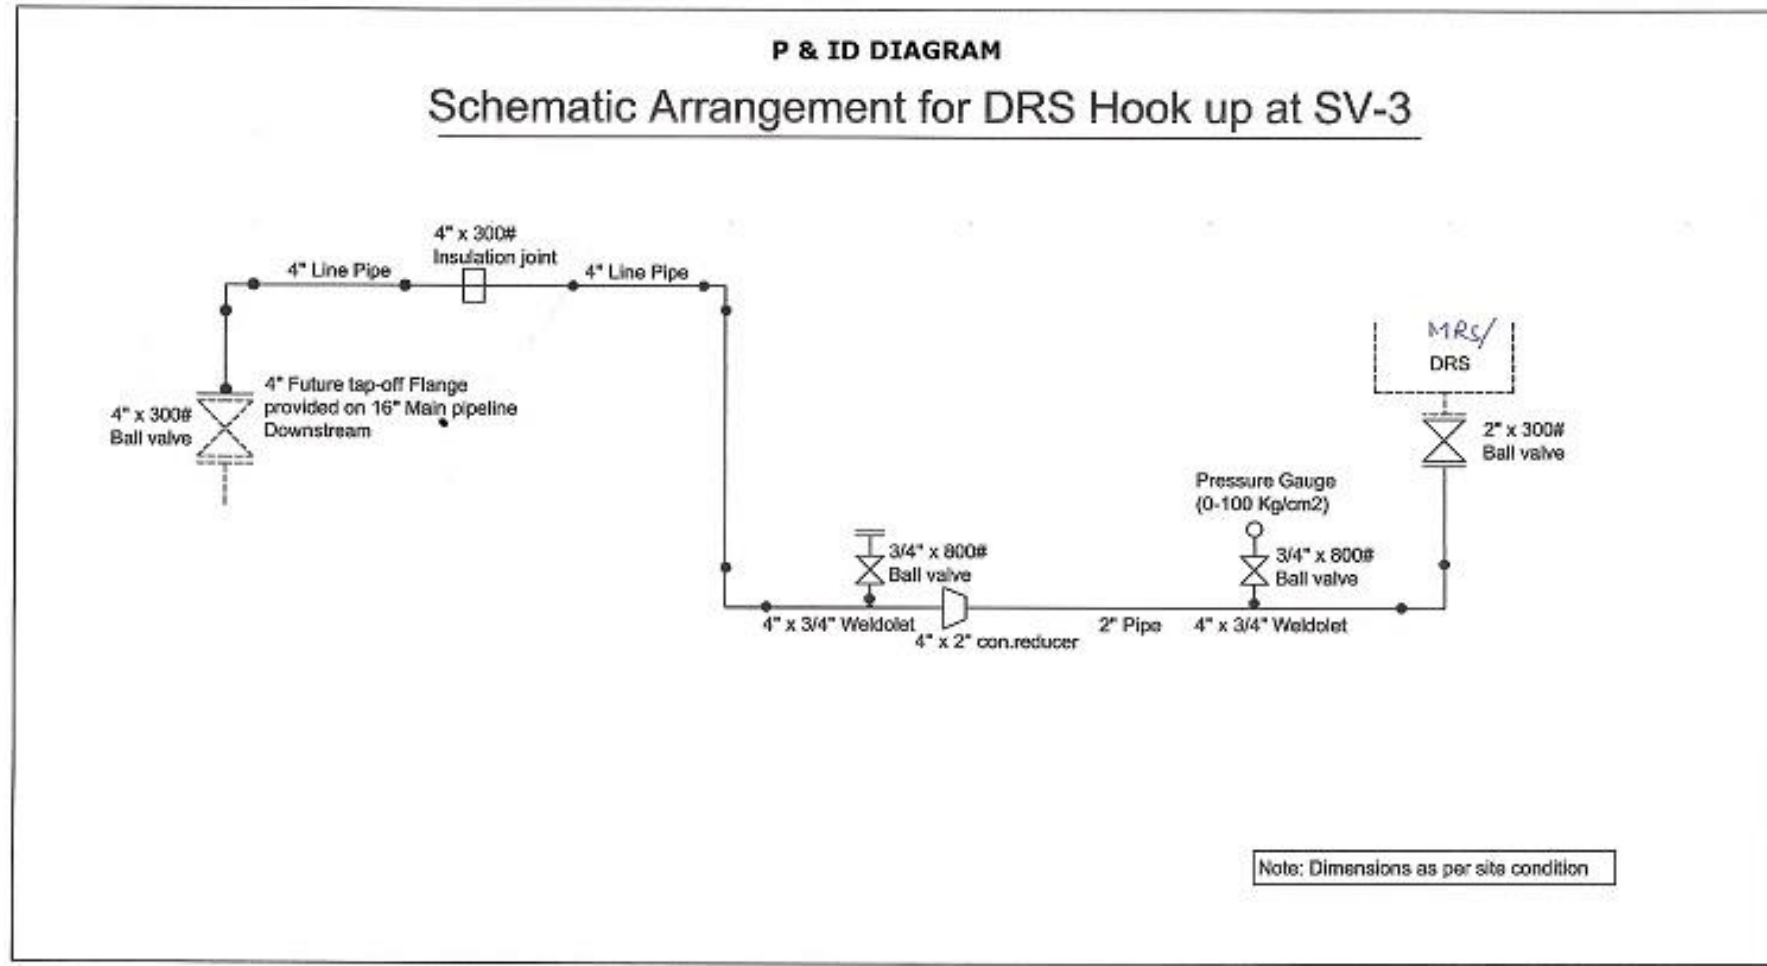 P & ID DIAGRAM
Schematic Arrangement for DRS Hook up at SV-3
4" x 300#
Insulation joint
4" Line Pipe
4" Line Pipe
4" x 300#
Ball valve
4" Future tap-off Flange
provided on 16" Main pipeline
Downstream
MRS/
DRS
2" x 300#
Ball valve
Pressure Gauge
(0-100 Kg/cm2)
3/4" x 800#
Ball valve
3/4" x 800#
Ball valve
4" x 3/4" Weldolet
4" x 2" con.reducer
2" Pipe
4" x 3/4" Weldolet
Note: Dimensions as per site condition